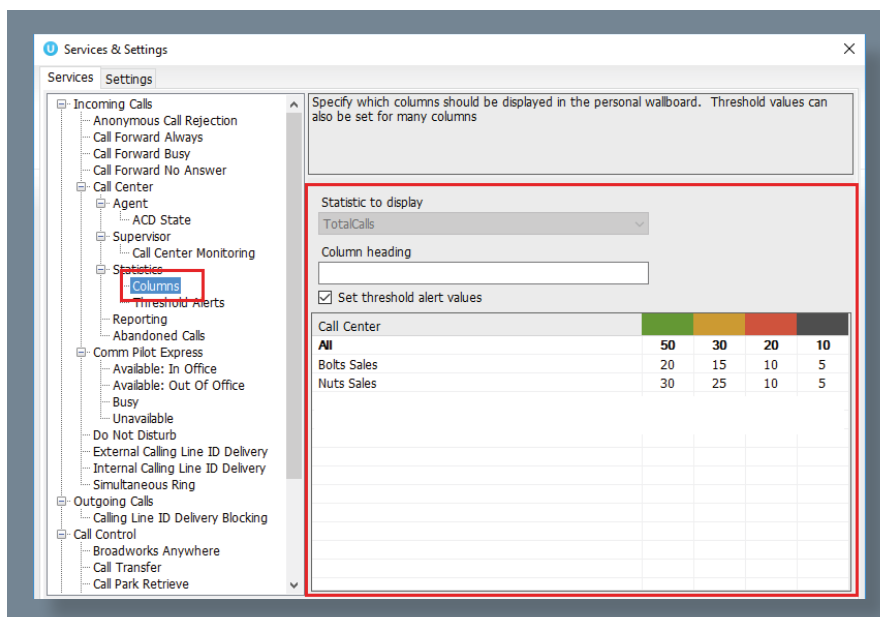 Services & Settings
Services Settings
Incoming Calls
Anonymous Call Rejection
Call Forward Always
Call Forward Busy
Call Forward No Answer
Call Center
Agent
ACD State
Supervisor
Call Center Monitoring
Statistics
Columns
Threshold Alerts
Reporting
Abandoned Calls
Comm Pilot Express
Available: In Office
Available: Out Of Office
Busy
Unavailable
Do Not Disturb
External Calling Line ID Delivery
Internal Calling Line ID Delivery
Simultaneous Ring
Outgoing Calls
Calling Line ID Delivery Blocking
Call Control
Broadworks Anywhere
Call Transfer
Call Park Retrieve
Specify which columns should be displayed in the personal wallboard. Threshold values can
also be set for many columns
Statistic to display
TotalCalls
Column heading
Set threshold alert values
Call Center
All 50 30 20 10
Bolts Sales 20 15 10 5
Nuts Sales 30 25 10 5